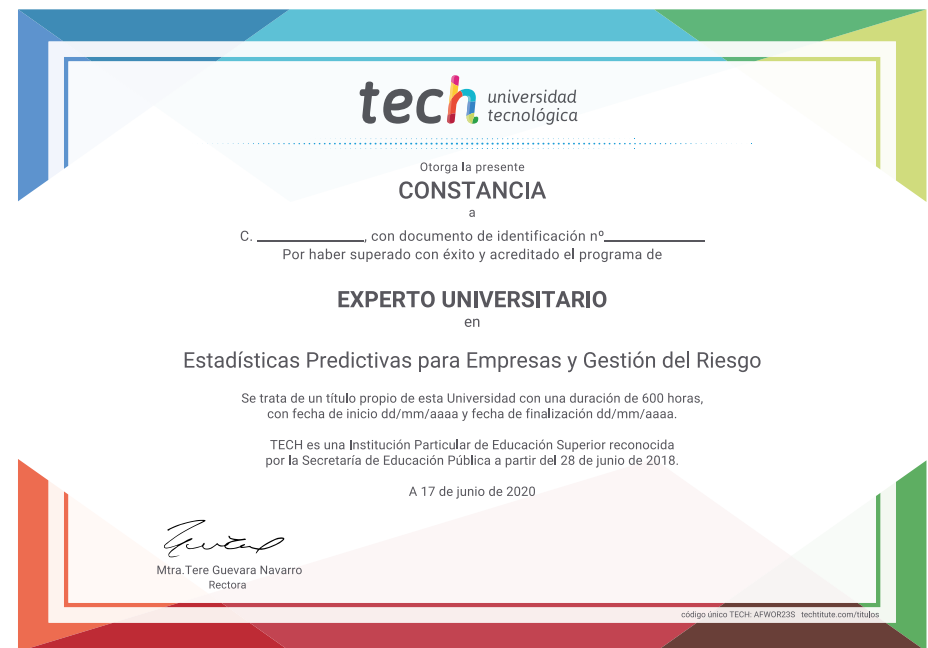 tech universidad
tecnológica
Otorga la presente
CONSTANCIA
a
C. ______________, con documento de identificación nº_____________
Por haber superado con éxito y acreditado el programa de
EXPERTO UNIVERSITARIO
en
Estadísticas Predictivas para Empresas y Gestión del Riesgo
Se trata de un título propio de esta Universidad con una duración de 600 horas,
con fecha de inicio dd/mm/aaaa y fecha de finalización dd/mm/aaaa.
TECH es una Institución Particular de Educación Superior reconocida
por la Secretaría de Educación Pública a partir del 28 de junio de 2018.
A 17 de junio de 2020
Mtra.Tere Guevara Navarro
Rectora
código único TECH: AFWOR23S techtitute.com/titulos